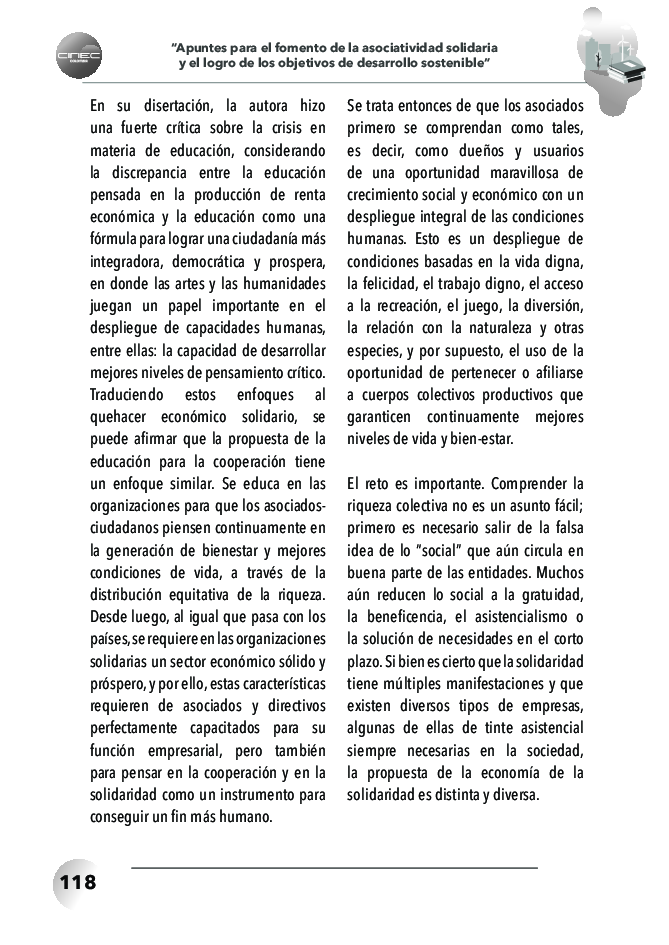 CINEC
COLOMBIA
“Apuntes para el fomento de la asociatividad solidaria
y el logro de los objetivos de desarrollo sostenible”
En su disertación, la autora hizo
una fuerte crítica sobre la crisis en
materia de educación, considerando
la discrepancia entre la educación
pensada en la producción de renta
económica y la educación como una
fórmula para lograr una ciudadanía más
integradora, democrática y prospera,
en donde las artes y las humanidades
juegan un papel importante en el
despliegue de capacidades humanas,
entre ellas: la capacidad de desarrollar
mejores niveles de pensamiento crítico.
Traduciendo estos enfoques al
quehacer económico solidario, se
puede afirmar que la propuesta de la
educación para la cooperación tiene
un enfoque similar. Se educa en las
organizaciones para que los asociados-
ciudadanos piensen continuamente en
la generación de bienestar y mejores
condiciones de vida, a través de la
distribución equitativa de la riqueza.
Desde luego, al igual que pasa con los
países, se requiere en las organizaciones
solidarias un sector económico sólido y
próspero, y por ello, estas características
requieren de asociados y directivos
perfectamente capacitados para su
función empresarial, pero también
para pensar en la cooperación y en la
solidaridad como un instrumento para
conseguir un fin más humano.
Se trata entonces de que los asociados
primero se comprendan como tales,
es decir, como dueños y usuarios
de una oportunidad maravillosa de
crecimiento social y económico con un
despliegue integral de las condiciones
humanas. Esto es un despliegue de
condiciones basadas en la vida digna,
la felicidad, el trabajo digno, el acceso
a la recreación, el juego, la diversión,
la relación con la naturaleza y otras
especies, y por supuesto, el uso de la
oportunidad de pertenecer o afiliarse
a cuerpos colectivos productivos que
garanticen continuamente mejores
niveles de vida y bien-estar.
El reto es importante. Comprender la
riqueza colectiva no es un asunto fácil;
primero es necesario salir de la falsa
idea de lo ”social” que aún circula en
buena parte de las entidades. Muchos
aún reducen lo social a la gratuidad,
la beneficencia, el asistencialismo o
la solución de necesidades en el corto
plazo. Si bien es cierto que la solidaridad
tiene múltiples manifestaciones y que
existen diversos tipos de empresas,
algunas de ellas de tinte asistencial
siempre necesarias en la sociedad,
la propuesta de la economía de la
solidaridad es distinta y diversa.
118